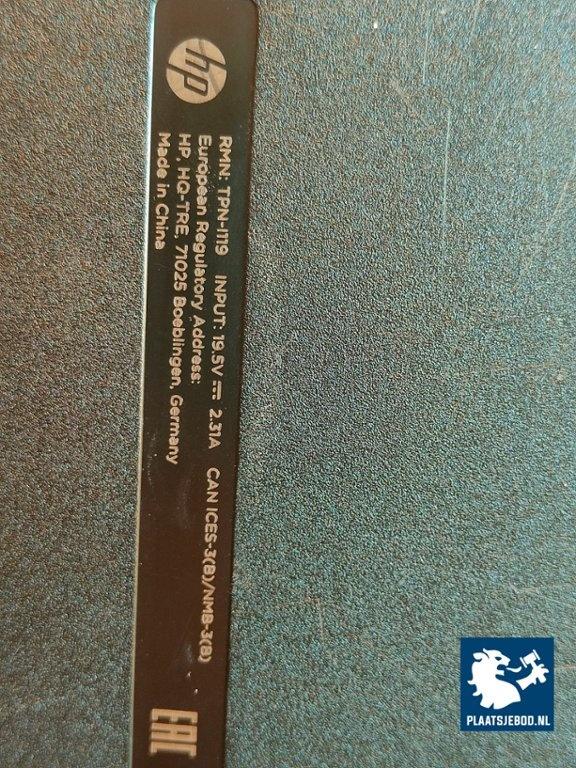 hp
RMN: TPN-I119 INPUT: 19.5V ⎓ 2.31A CAN ICES-3(B)/NMB-3(B)
European Regulatory Address:
HP, HQ-TRE, 71025 Boeblingen, Germany
Made in China
EAC
PLAATSJEBOD.NL